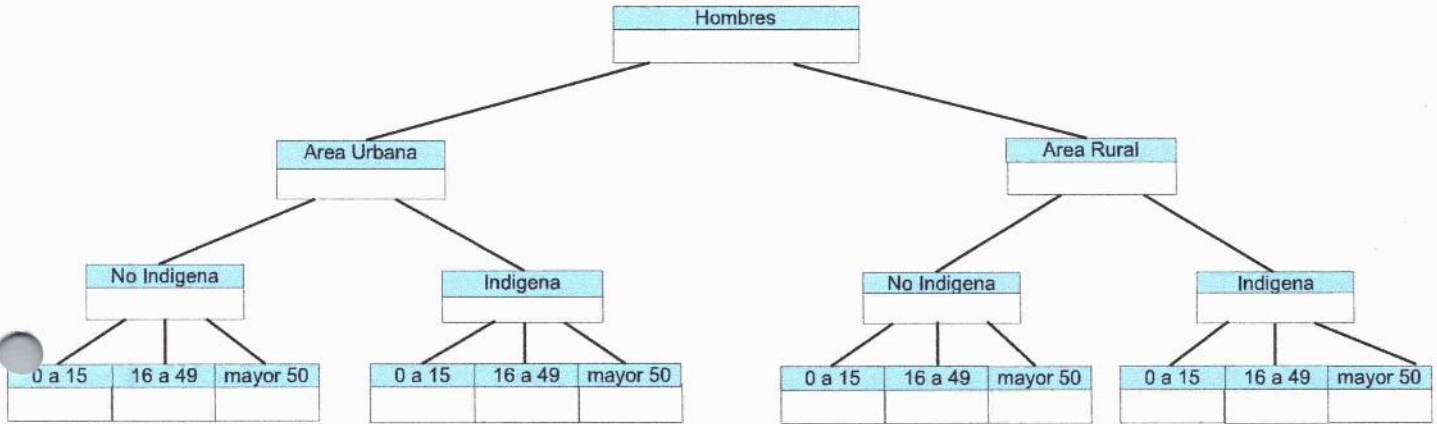 Hombres
Area Urbana
Area Rural
No Indigena
Indigena
No Indigena
Indigena
0 a 15 16 a 49 mayor 50
0 a 15 16 a 49 mayor 50
0 a 15 16 a 49 mayor 50
0 a 15 16 a 49 mayor 50